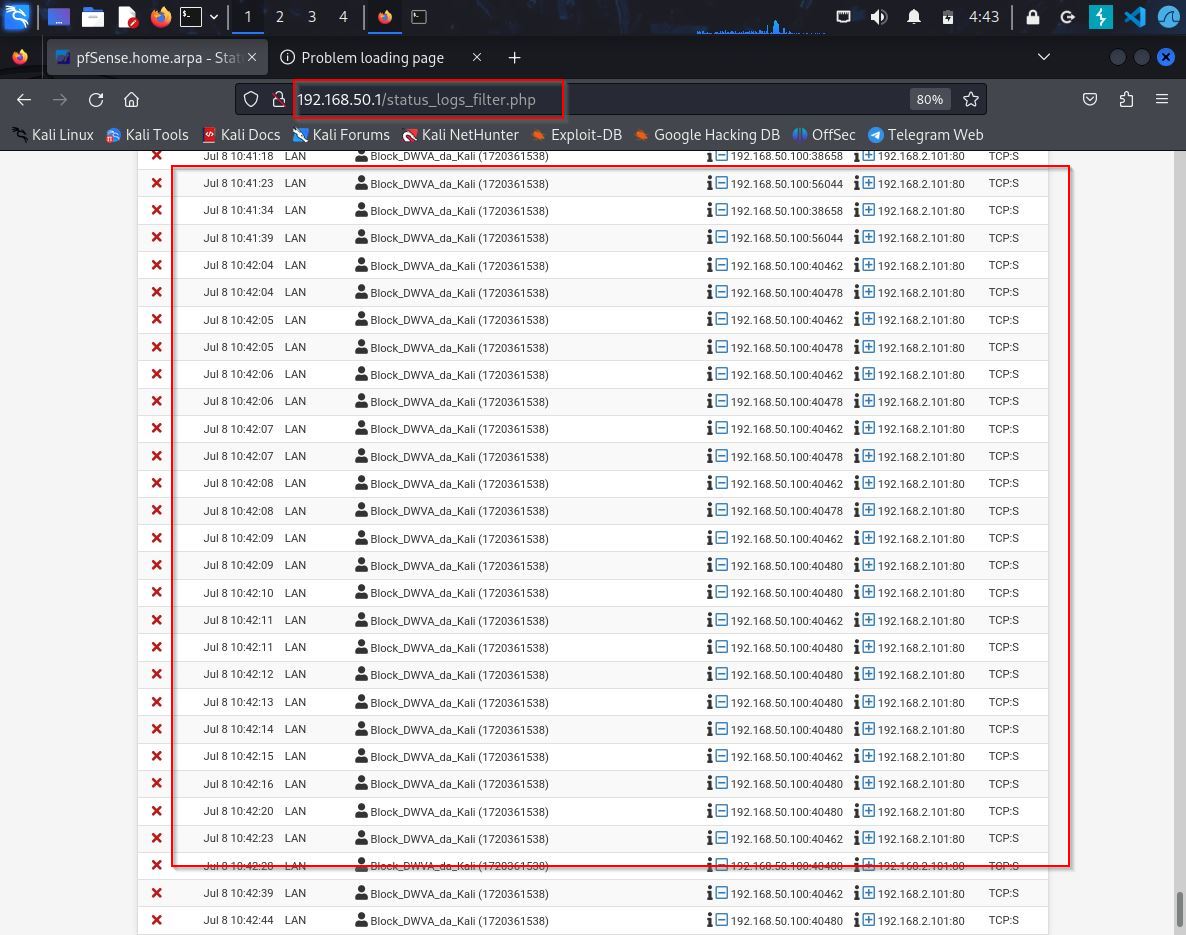 1 2 3 4 4:43
pfSense.home.arpa - Stat Problem loading page
192.168.50.1/status_logs_filter.php 80%
Kali Linux Kali Tools Kali Docs Kali Forums Kali NetHunter Exploit-DB Google Hacking DB OffSec Telegram Web
Jul 8 10:41:18 LAN Block_DWVA_da_Kali (1720361538) 192.168.50.100:38658 192.168.2.101:80 TCP:S
Jul 8 10:41:23 LAN Block_DWVA_da_Kali (1720361538) 192.168.50.100:56044 192.168.2.101:80 TCP:S
Jul 8 10:41:34 LAN Block_DWVA_da_Kali (1720361538) 192.168.50.100:38658 192.168.2.101:80 TCP:S
Jul 8 10:41:39 LAN Block_DWVA_da_Kali (1720361538) 192.168.50.100:56044 192.168.2.101:80 TCP:S
Jul 8 10:42:04 LAN Block_DWVA_da_Kali (1720361538) 192.168.50.100:40462 192.168.2.101:80 TCP:S
Jul 8 10:42:04 LAN Block_DWVA_da_Kali (1720361538) 192.168.50.100:40478 192.168.2.101:80 TCP:S
Jul 8 10:42:05 LAN Block_DWVA_da_Kali (1720361538) 192.168.50.100:40462 192.168.2.101:80 TCP:S
Jul 8 10:42:05 LAN Block_DWVA_da_Kali (1720361538) 192.168.50.100:40478 192.168.2.101:80 TCP:S
Jul 8 10:42:06 LAN Block_DWVA_da_Kali (1720361538) 192.168.50.100:40462 192.168.2.101:80 TCP:S
Jul 8 10:42:06 LAN Block_DWVA_da_Kali (1720361538) 192.168.50.100:40478 192.168.2.101:80 TCP:S
Jul 8 10:42:07 LAN Block_DWVA_da_Kali (1720361538) 192.168.50.100:40462 192.168.2.101:80 TCP:S
Jul 8 10:42:07 LAN Block_DWVA_da_Kali (1720361538) 192.168.50.100:40478 192.168.2.101:80 TCP:S
Jul 8 10:42:08 LAN Block_DWVA_da_Kali (1720361538) 192.168.50.100:40462 192.168.2.101:80 TCP:S
Jul 8 10:42:08 LAN Block_DWVA_da_Kali (1720361538) 192.168.50.100:40478 192.168.2.101:80 TCP:S
Jul 8 10:42:09 LAN Block_DWVA_da_Kali (1720361538) 192.168.50.100:40462 192.168.2.101:80 TCP:S
Jul 8 10:42:09 LAN Block_DWVA_da_Kali (1720361538) 192.168.50.100:40480 192.168.2.101:80 TCP:S
Jul 8 10:42:10 LAN Block_DWVA_da_Kali (1720361538) 192.168.50.100:40480 192.168.2.101:80 TCP:S
Jul 8 10:42:11 LAN Block_DWVA_da_Kali (1720361538) 192.168.50.100:40462 192.168.2.101:80 TCP:S
Jul 8 10:42:11 LAN Block_DWVA_da_Kali (1720361538) 192.168.50.100:40480 192.168.2.101:80 TCP:S
Jul 8 10:42:12 LAN Block_DWVA_da_Kali (1720361538) 192.168.50.100:40480 192.168.2.101:80 TCP:S
Jul 8 10:42:13 LAN Block_DWVA_da_Kali (1720361538) 192.168.50.100:40480 192.168.2.101:80 TCP:S
Jul 8 10:42:14 LAN Block_DWVA_da_Kali (1720361538) 192.168.50.100:40480 192.168.2.101:80 TCP:S
Jul 8 10:42:15 LAN Block_DWVA_da_Kali (1720361538) 192.168.50.100:40462 192.168.2.101:80 TCP:S
Jul 8 10:42:16 LAN Block_DWVA_da_Kali (1720361538) 192.168.50.100:40480 192.168.2.101:80 TCP:S
Jul 8 10:42:20 LAN Block_DWVA_da_Kali (1720361538) 192.168.50.100:40480 192.168.2.101:80 TCP:S
Jul 8 10:42:23 LAN Block_DWVA_da_Kali (1720361538) 192.168.50.100:40462 192.168.2.101:80 TCP:S
Jul 8 10:42:28 LAN Block_DWVA_da_Kali (1720361538) 192.168.50.100:40480 192.168.2.101:80 TCP:S
Jul 8 10:42:39 LAN Block_DWVA_da_Kali (1720361538) 192.168.50.100:40462 192.168.2.101:80 TCP:S
Jul 8 10:42:44 LAN Block_DWVA_da_Kali (1720361538) 192.168.50.100:40480 192.168.2.101:80 TCP:S